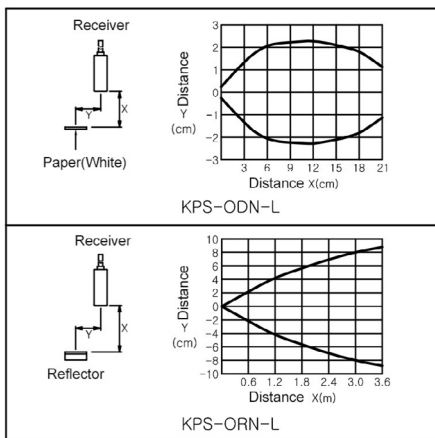 Receiver
Y
X
Paper(White)
Y Distance
(cm)
3
2
1
0
-1
-2
-3
3 6 9 12 15 18 21
Distance X(cm)
KPS-ODN-L
Receiver
Y
X
Reflector
Y Distance
(cm)
10
8
6
4
2
0
-2
-4
-6
-8
-10
0.6 1.2 1.8 2.4 3.0 3.6
Distance X(m)
KPS-ORN-L